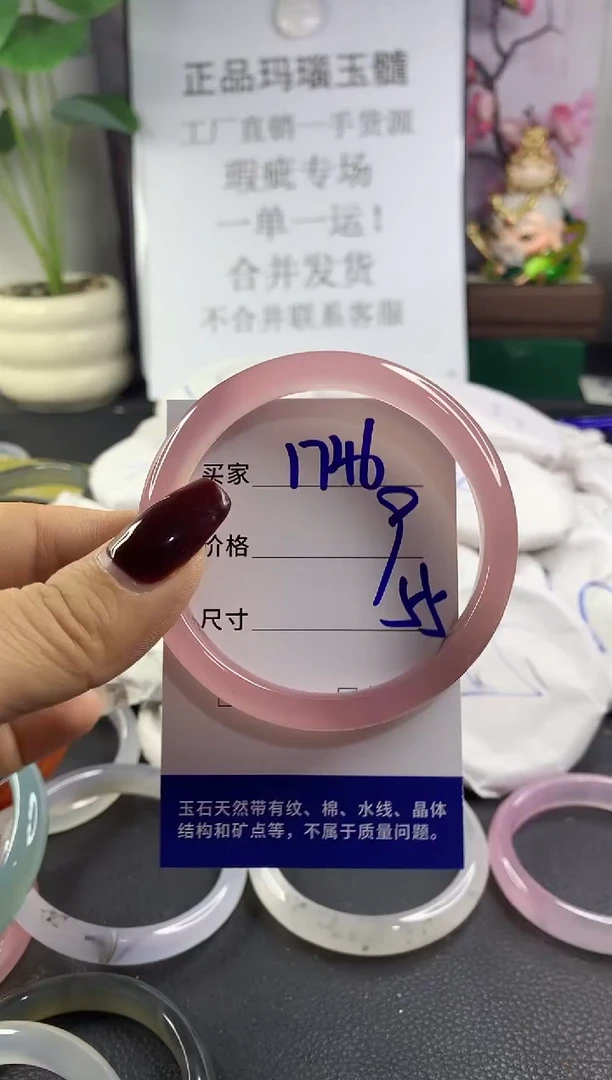 正品玛瑙玉髓
工厂直销一手货源
瑕疵专场
一单一运！
合并发货
不合并联系客服
买家 1746
价格 9
尺寸 55
玉石天然带有纹、棉、水线、晶体
结构和矿点等，不属于质量问题。